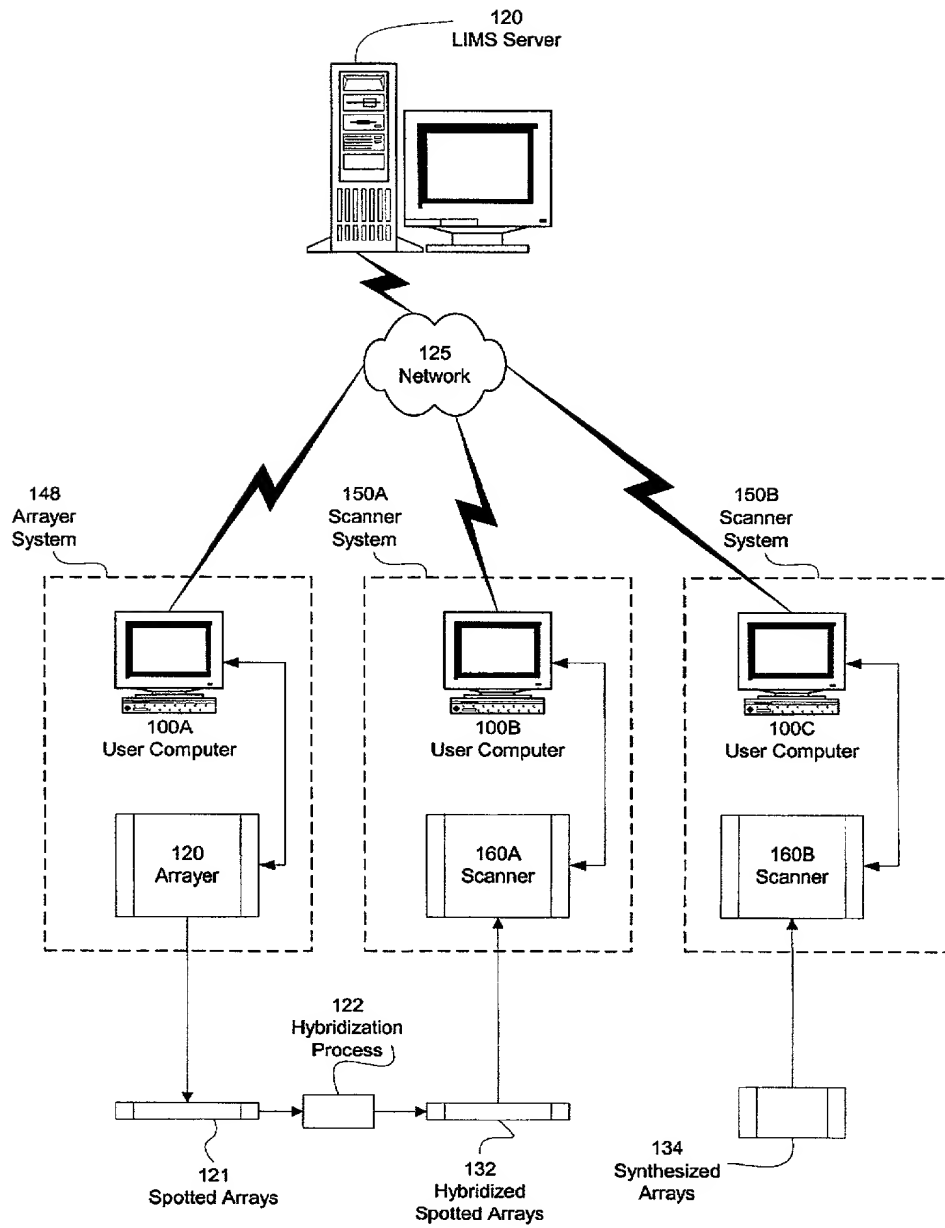 120
LIMS Server
125
Network
148
Arrayer
System
150A
Scanner
System
150B
Scanner
System
100A
User Computer
100B
User Computer
100C
User Computer
120
Arrayer
160A
Scanner
160B
Scanner
122
Hybridization
Process
121
Spotted Arrays
132
Hybridized
Spotted Arrays
134
Synthesized
Arrays